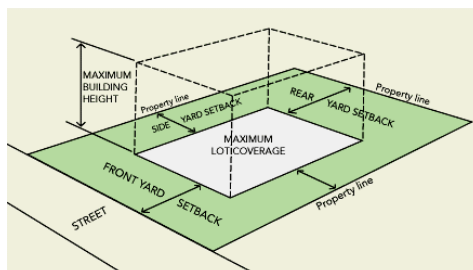 MAXIMUM
BUILDING
HEIGHT
Property line
SIDE YARD SETBACK
REAR YARD SETBACK
Property line
MAXIMUM
LOTICOVERAGE
FRONT YARD SETBACK
Property line
STREET